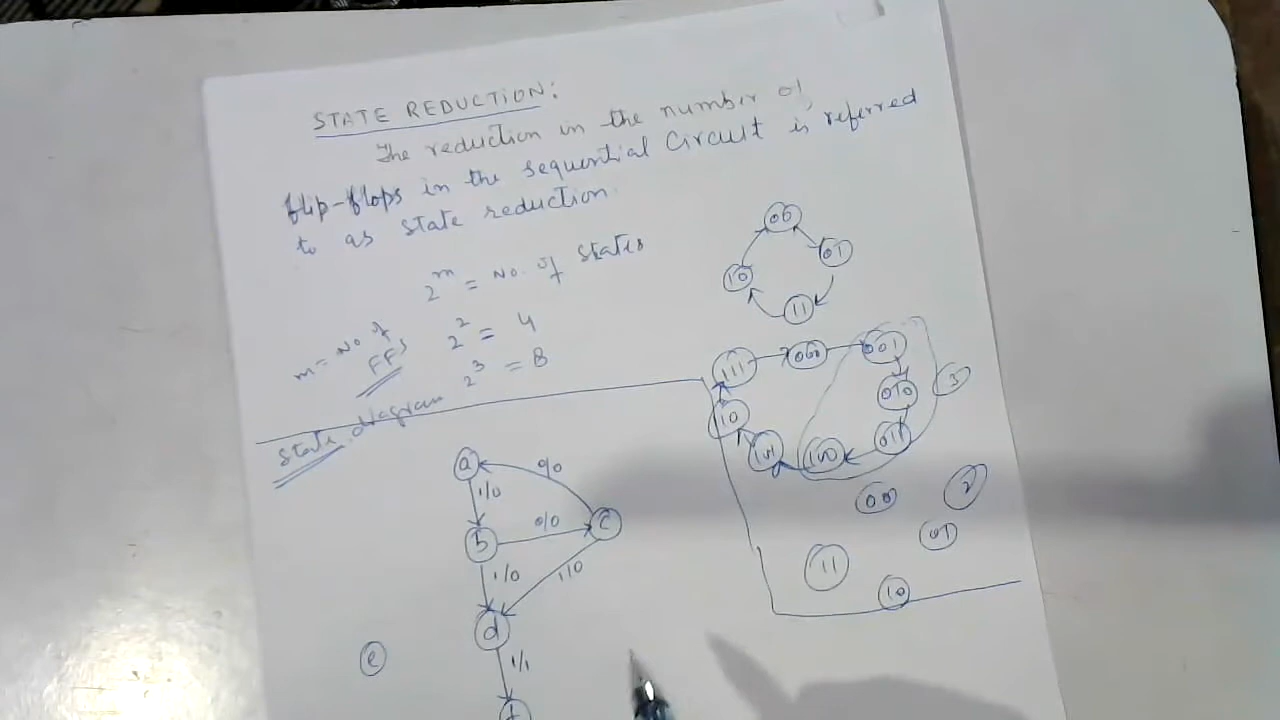 STATE REDUCTION:
The reduction in the number of
flip-flops in the sequential circuit is referred
to as state reduction.
2^m = No. of states
m = No of FFs
2^2 = 4
2^3 = 8
00
01
11
10
111
000
001
010
011
100
101
10
3
State diagram
a
0/0
1/0
b
0/0
c
1/0
1/0
d
e
1/1
f
00
2
01
11
10